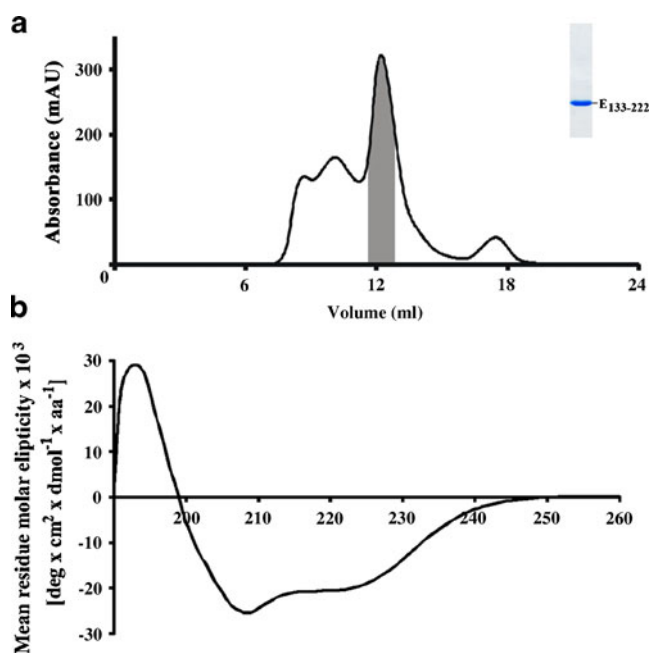 a
Absorbance (mAU)
300
200
100
0
0 6 12 18 24
Volume (ml)
E133-222
b
Mean residue molar elipticity x 10³
[deg x cm² x dmol⁻¹ x aa⁻¹]
30
20
10
0
-10
-20
-30
200 210 220 230 240 250 260